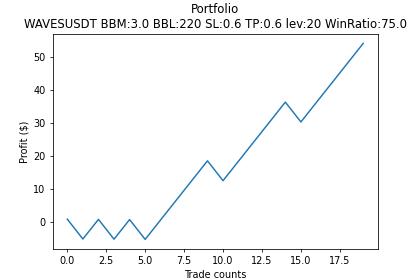 Portfolio
WAVESUSDT BBM:3.0 BBL:220 SL:0.6 TP:0.6 lev:20 WinRatio:75.0
50
40
30
20
10
0
Profit ($)
0.0 2.5 5.0 7.5 10.0 12.5 15.0 17.5
Trade counts